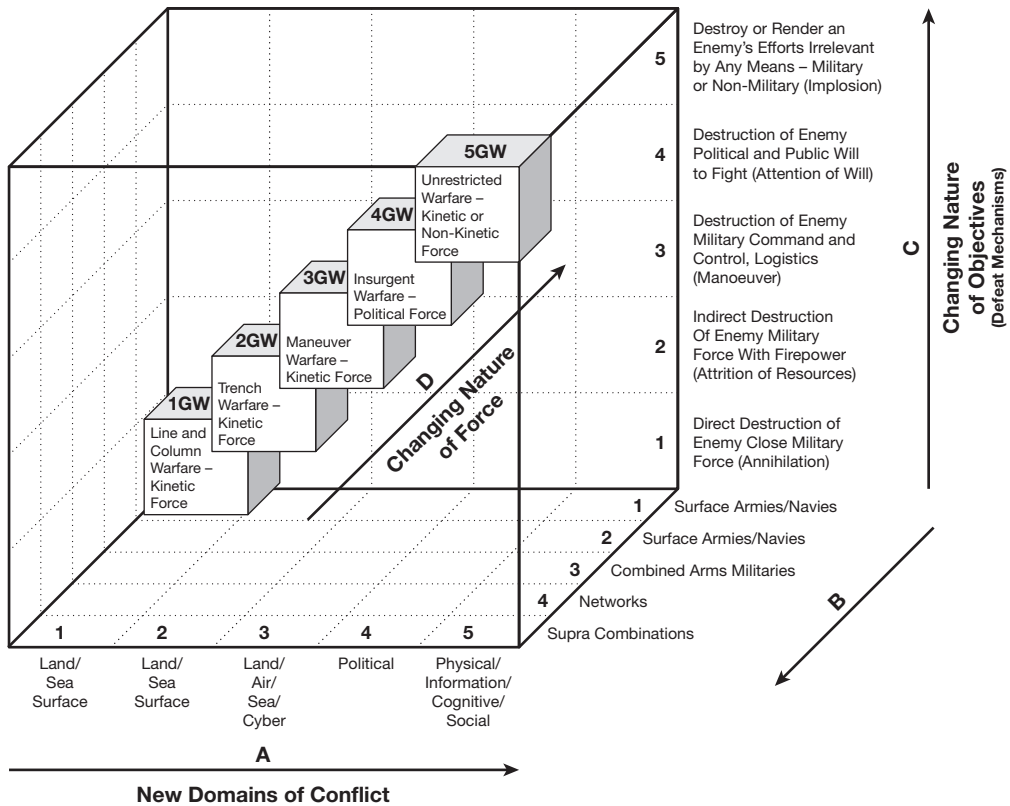 5
Destroy or Render an
Enemy's Efforts Irrelevant
by Any Means – Military
or Non-Military (Implosion)
4
Destruction of Enemy
Political and Public Will
to Fight (Attention of Will)
3
Destruction of Enemy
Military Command and
Control, Logistics
(Manoeuver)
2
Indirect Destruction
Of Enemy Military
Force With Firepower
(Attrition of Resources)
1
Direct Destruction of
Enemy Close Military
Force (Annihilation)
C
Changing Nature
of Objectives
(Defeat Mechanisms)
5GW
Unrestricted
Warfare –
Kinetic or
Non-Kinetic
Force
4GW
Insurgent
Warfare –
Political Force
3GW
Maneuver
Warfare –
Kinetic Force
2GW
Trench
Warfare –
Kinetic
Force
1GW
Line and
Column
Warfare –
Kinetic
Force
D
Changing Nature
of Force
1 Surface Armies/Navies
2 Surface Armies/Navies
3 Combined Arms Militaries
4 Networks
Supra Combinations
B
1
Land/
Sea
Surface
2
Land/
Sea
Surface
3
Land/
Air/
Sea/
Cyber
4
Political
5
Physical/
Information/
Cognitive/
Social
A
New Domains of Conflict